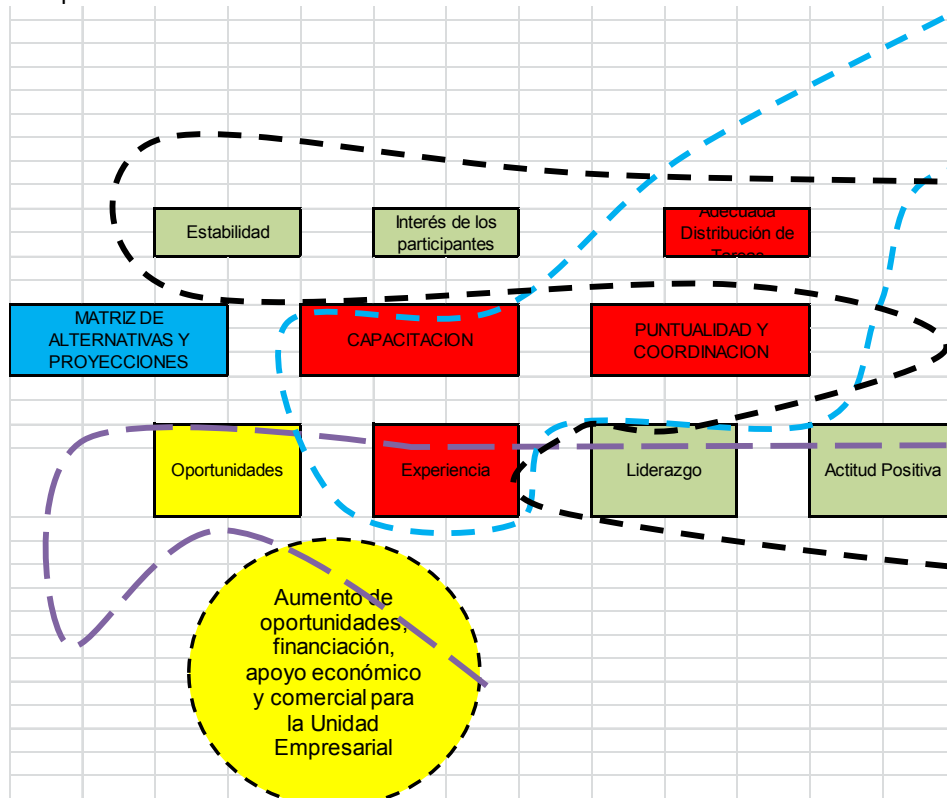 Estabilidad
Interés de los
participantes
Adecuada
Distribución de
MATRIZ DE
ALTERNATIVAS Y
PROYECCIONES
CAPACITACION
PUNTUALIDAD Y
COORDINACION
Oportunidades
Experiencia
Liderazgo
Actitud Positiva
Aumento de
oportunidades,
financiación,
apoyo económico
y comercial para
la Unidad
Empresarial